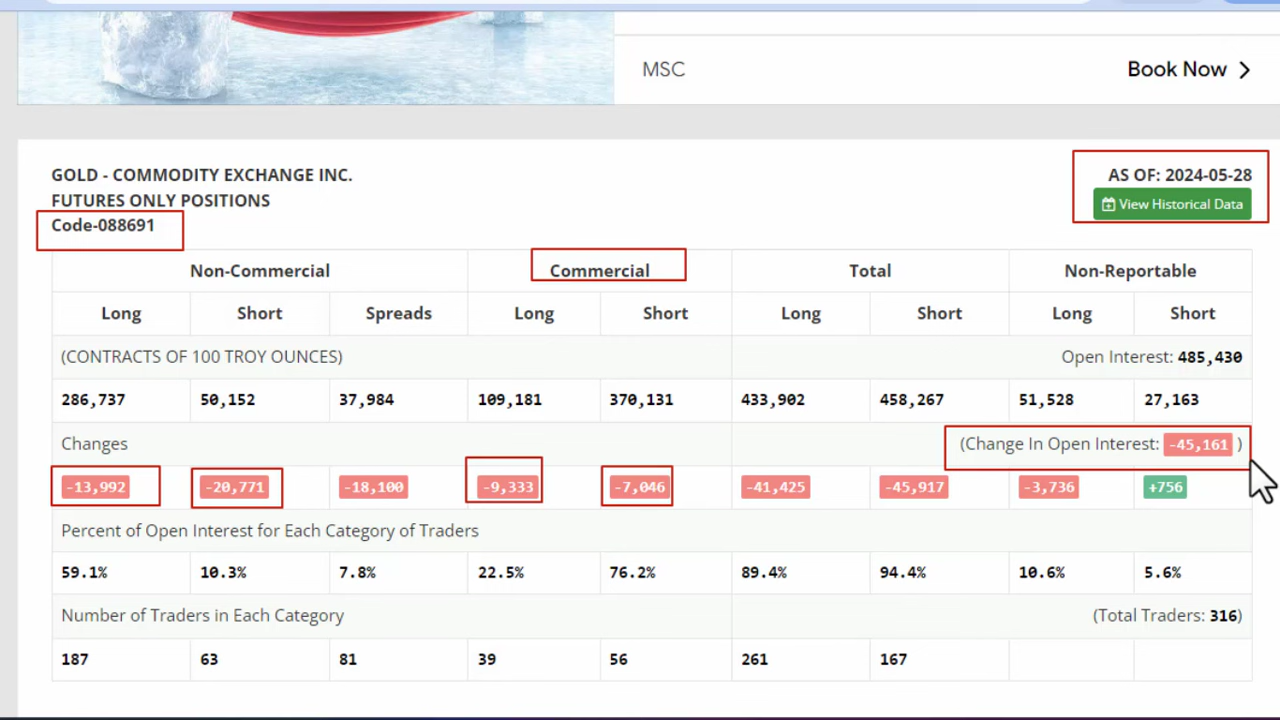 MSC
Book Now
GOLD - COMMODITY EXCHANGE INC.
AS OF: 2024-05-28
FUTURES ONLY POSITIONS
View Historical Data
Code-088691
Non-Commercial Commercial Total Non-Reportable
Long Short Spreads Long Short Long Short Long Short
(CONTRACTS OF 100 TROY OUNCES) Open Interest: 485,430
286,737 50,152 37,984 109,181 370,131 433,902 458,267 51,528 27,163
Changes (Change In Open Interest: -45,161 )
-13,992 -20,771 -18,100 -9,333 -7,046 -41,425 -45,917 -3,736 +756
Percent of Open Interest for Each Category of Traders
59.1% 10.3% 7.8% 22.5% 76.2% 89.4% 94.4% 10.6% 5.6%
Number of Traders in Each Category (Total Traders: 316)
187 63 81 39 56 261 167